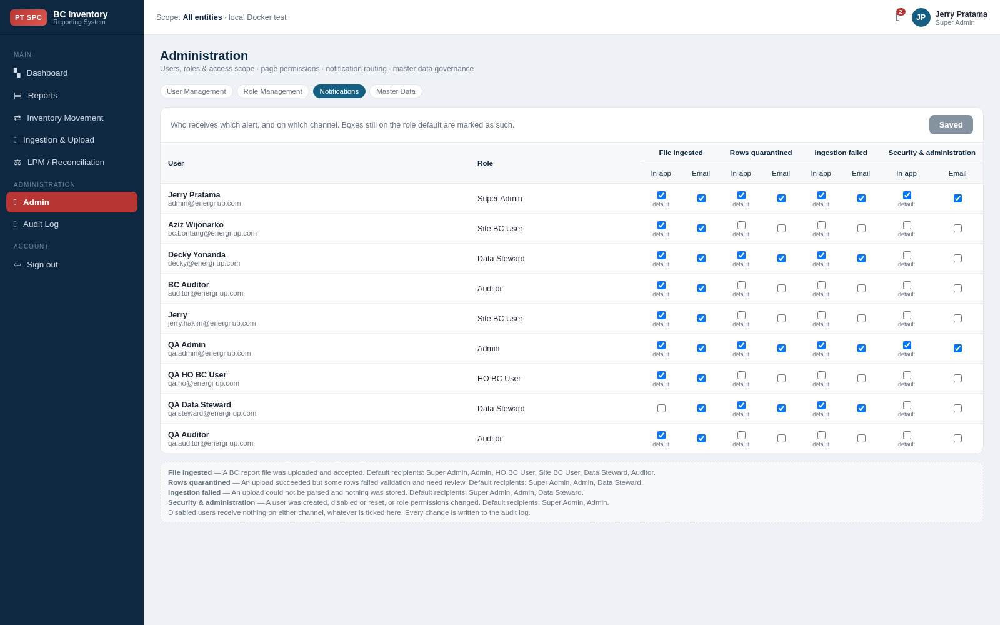 PT SPC
BC Inventory
Reporting System
Scope: All entities · local Docker test
2
JP
Jerry Pratama
Super Admin
MAIN
Dashboard
Reports
Inventory Movement
Ingestion & Upload
LPM / Reconciliation
ADMINISTRATION
Admin
Audit Log
ACCOUNT
Sign out
Administration
Users, roles & access scope · page permissions · notification routing · master data governance
User Management Role Management Notifications Master Data
Who receives which alert, and on which channel. Boxes still on the role default are marked as such.
Saved
User Role File ingested Rows quarantined Ingestion failed Security & administration
In-app Email In-app Email In-app Email In-app Email
Jerry Pratama
admin@energi-up.com
Super Admin
default default default default
Aziz Wijonarko
bc.bontang@energi-up.com
Site BC User
default default default default
Decky Yonanda
decky@energi-up.com
Data Steward
default default default default
BC Auditor
auditor@energi-up.com
Auditor
default default default default
Jerry
jerry.hakim@energi-up.com
Site BC User
default default default default
QA Admin
qa.admin@energi-up.com
Admin
default default default default
QA HO BC User
qa.ho@energi-up.com
HO BC User
default default default default
QA Data Steward
qa.steward@energi-up.com
Data Steward
default default default
QA Auditor
qa.auditor@energi-up.com
Auditor
default default default default
File ingested — A BC report file was uploaded and accepted. Default recipients: Super Admin, Admin, HO BC User, Site BC User, Data Steward, Auditor.
Rows quarantined — An upload succeeded but some rows failed validation and need review. Default recipients: Super Admin, Admin, Data Steward.
Ingestion failed — An upload could not be parsed and nothing was stored. Default recipients: Super Admin, Admin, Data Steward.
Security & administration — A user was created, disabled or reset, or role permissions changed. Default recipients: Super Admin, Admin.
Disabled users receive nothing on either channel, whatever is ticked here. Every change is written to the audit log.